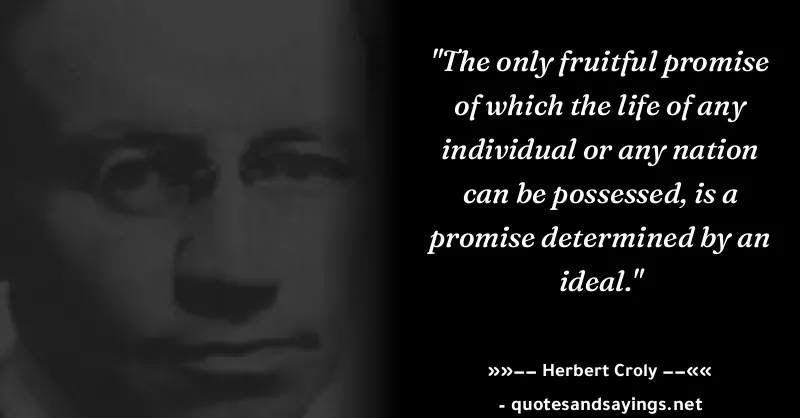 "The only fruitful promise
of which the life of any
individual or any nation
can be possessed, is a
promise determined by an
ideal."
»»–– Herbert Croly ––««
- quotesandsayings.net